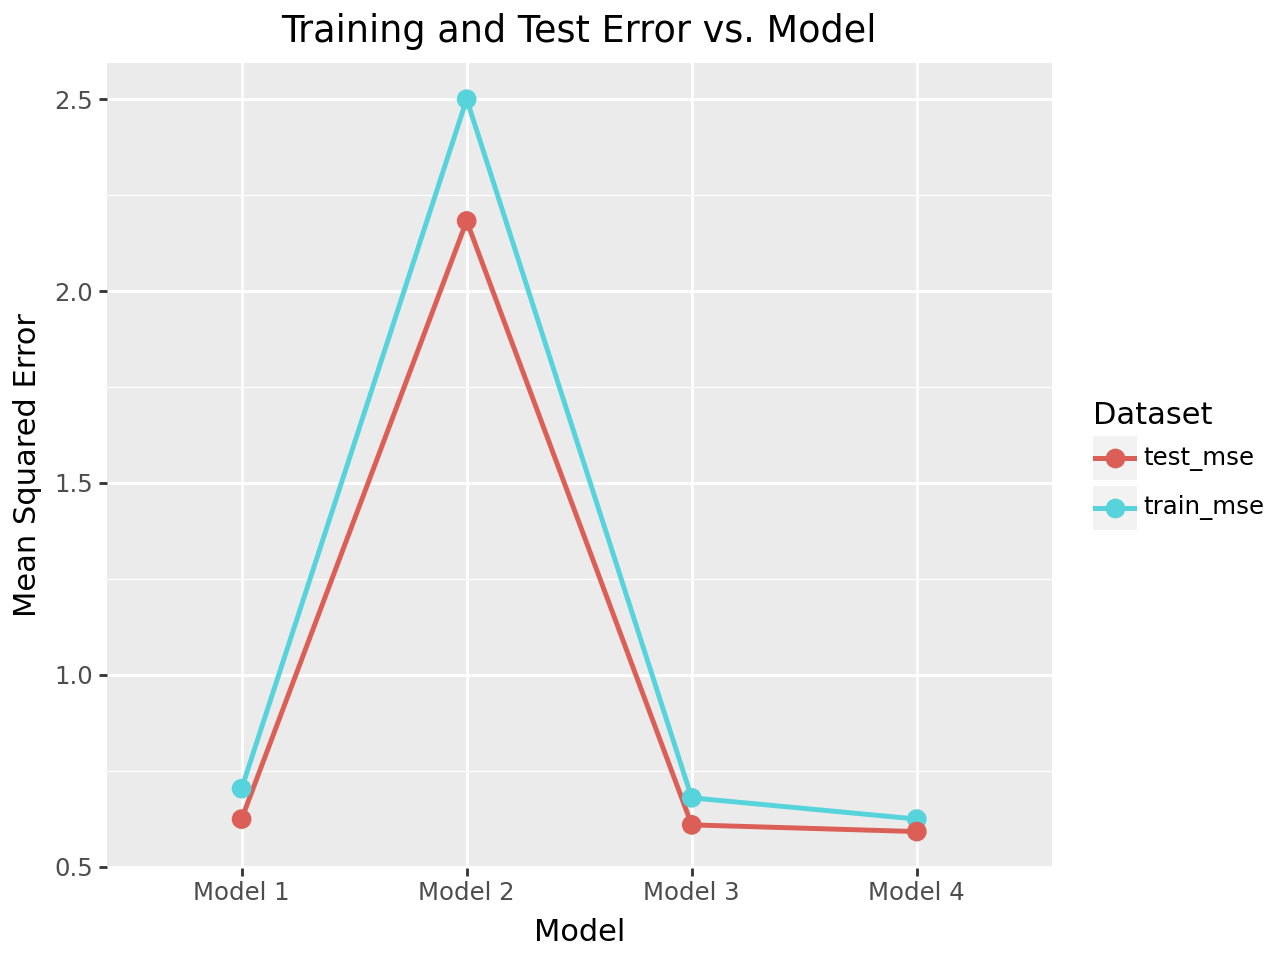 Training and Test Error vs. Model
2.5
2.0
1.5
1.0
0.5
Mean Squared Error
Model 1
Model 2
Model 3
Model 4
Model
Dataset
test_mse
train_mse